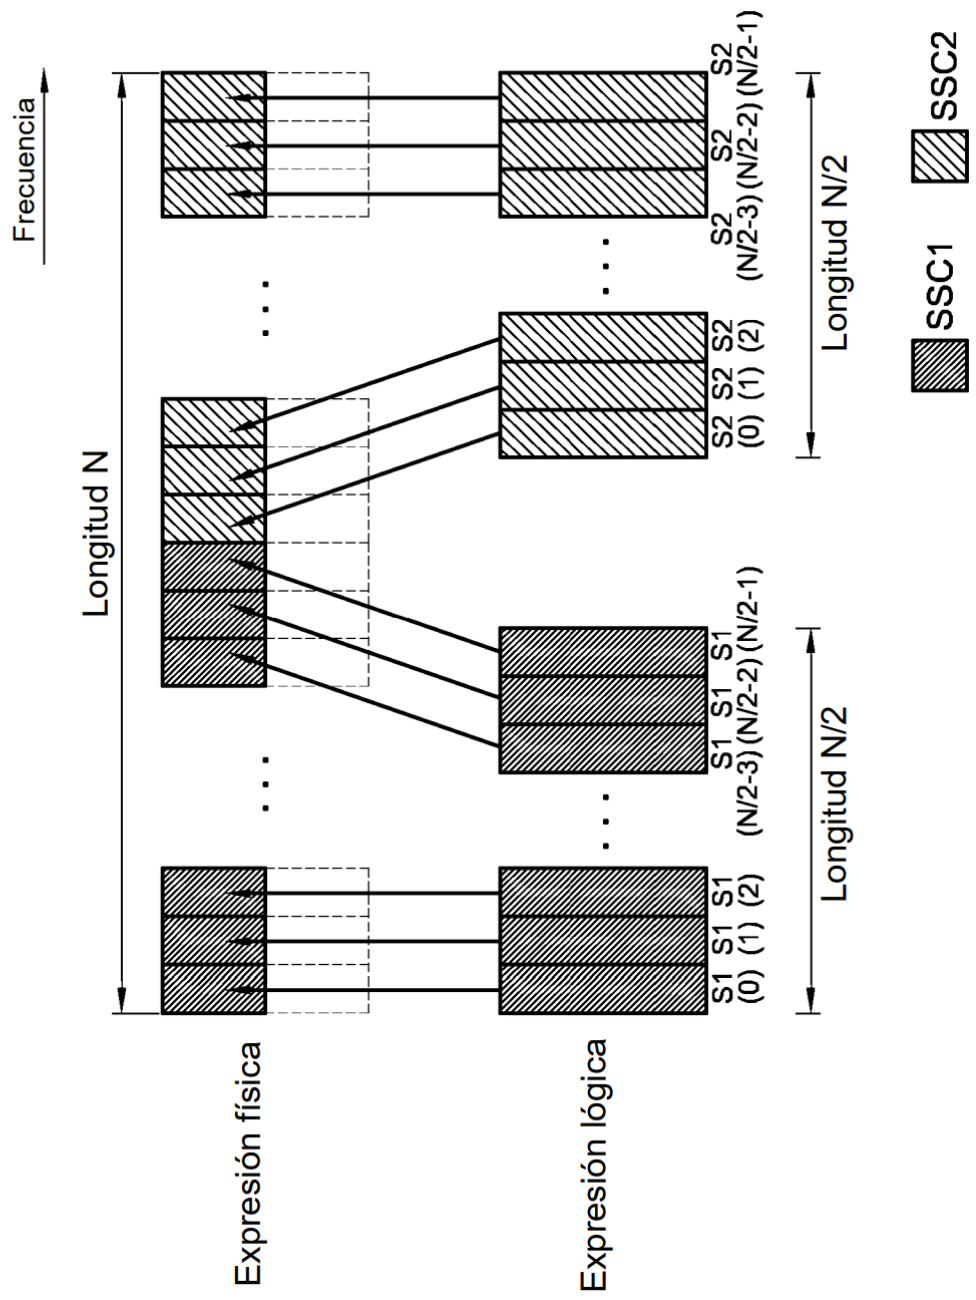 Frecuencia
Longitud N
Expresión física
Expresión lógica
S1 S1 S1 S1 S1 S1 S2 S2 S2 S2 S2 S2
(0) (1) (2) (N/2-3) (N/2-2) (N/2-1) (0) (1) (2) (N/2-3) (N/2-2) (N/2-1)
Longitud N/2 Longitud N/2
SSC1 SSC2